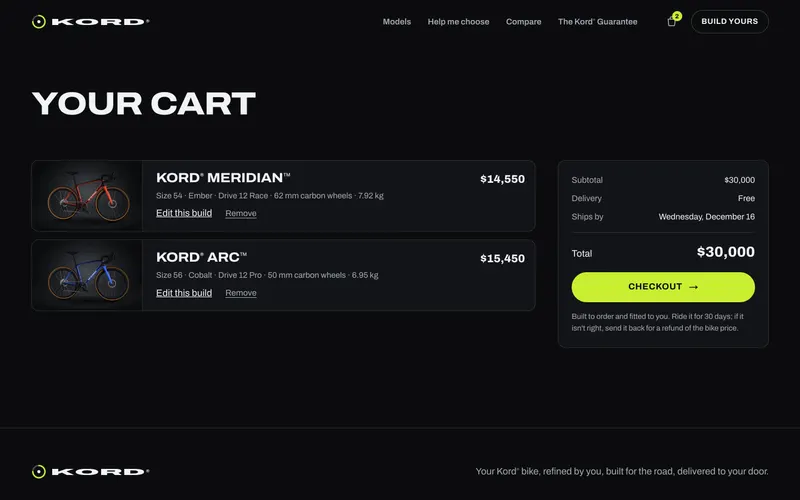 KORD®
Models
Help me choose
Compare
The Kord® Guarantee
2
BUILD YOURS
YOUR CART
KORD® MERIDIAN™
$14,550
Size 54 · Ember · Drive 12 Race · 62 mm carbon wheels · 7.92 kg
Edit this build
Remove
KORD® ARC™
$15,450
Size 56 · Cobalt · Drive 12 Pro · 50 mm carbon wheels · 6.95 kg
Edit this build
Remove
Subtotal $30,000
Delivery Free
Ships by Wednesday, December 16
Total $30,000
CHECKOUT →
Built to order and fitted to you. Ride it for 30 days; if it
isn't right, send it back for a refund of the bike price.
KORD®
Your Kord® bike, refined by you, built for the road, delivered to your door.